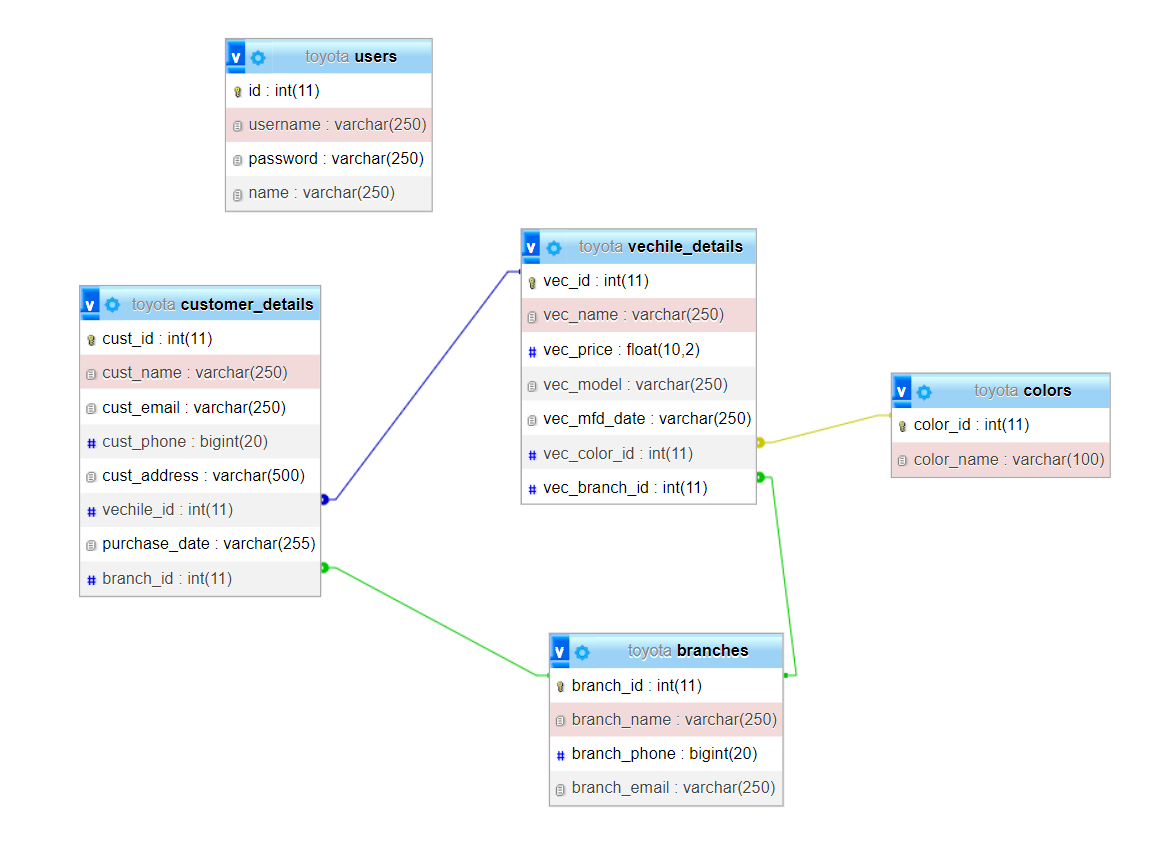 v toyota users
id : int(11)
username : varchar(250)
password : varchar(250)
name : varchar(250)
v toyota vechile_details
vec_id : int(11)
vec_name : varchar(250)
# vec_price : float(10,2)
vec_model : varchar(250)
vec_mfd_date : varchar(250)
# vec_color_id : int(11)
# vec_branch_id : int(11)
v toyota customer_details
cust_id : int(11)
cust_name : varchar(250)
cust_email : varchar(250)
# cust_phone : bigint(20)
cust_address : varchar(500)
# vechile_id : int(11)
purchase_date : varchar(255)
# branch_id : int(11)
v toyota colors
color_id : int(11)
color_name : varchar(100)
v toyota branches
branch_id : int(11)
branch_name : varchar(250)
# branch_phone : bigint(20)
branch_email : varchar(250)